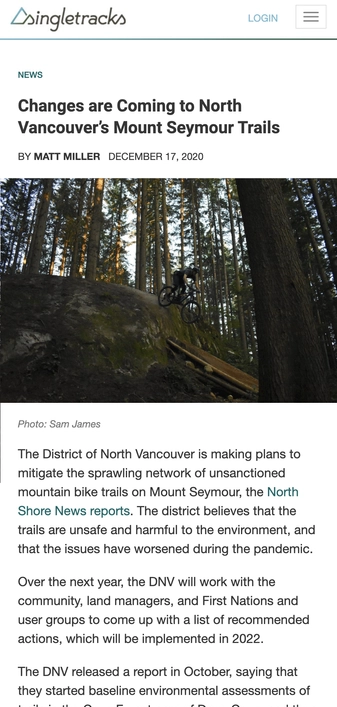 singletracks
LOGIN
NEWS
Changes are Coming to North
Vancouver’s Mount Seymour Trails
BY MATT MILLER DECEMBER 17, 2020
Photo: Sam James
The District of North Vancouver is making plans to
mitigate the sprawling network of unsanctioned
mountain bike trails on Mount Seymour, the North
Shore News reports. The district believes that the
trails are unsafe and harmful to the environment, and
that the issues have worsened during the pandemic.
Over the next year, the DNV will work with the
community, land managers, and First Nations and
user groups to come up with a list of recommended
actions, which will be implemented in 2022.
The DNV released a report in October, saying that
they started baseline environmental assessments of